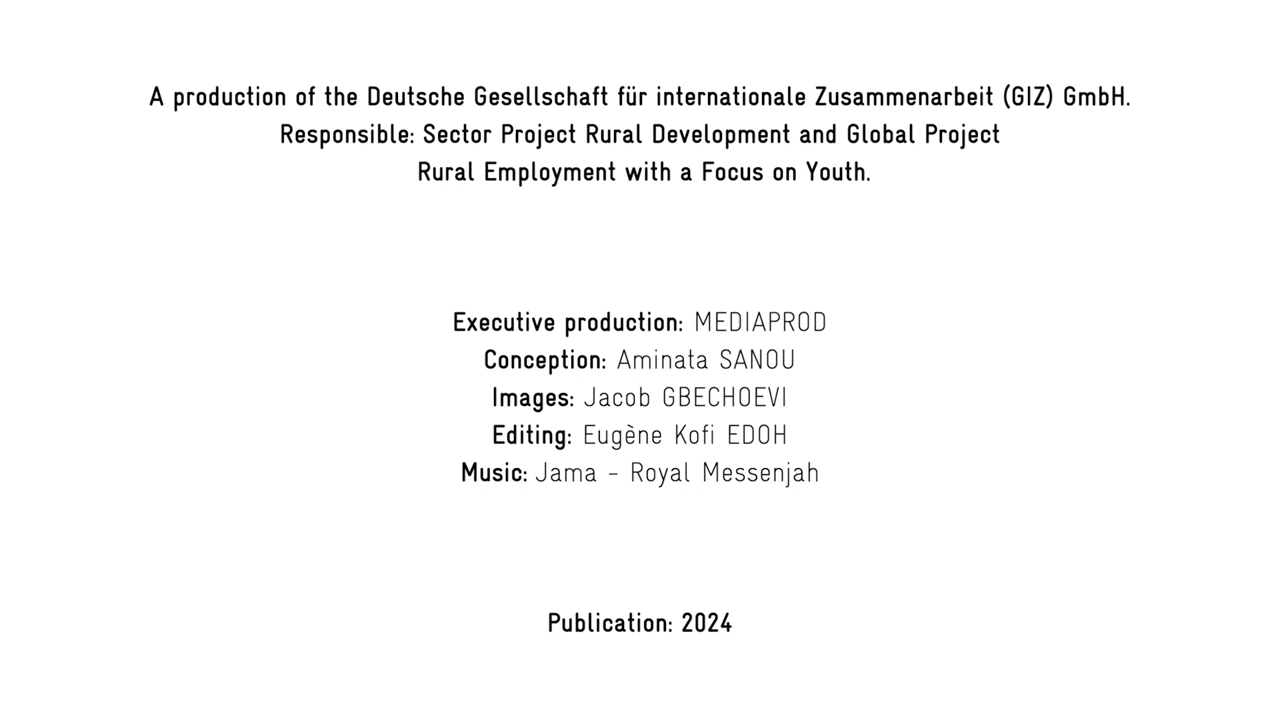 A production of the Deutsche Gesellschaft für internationale Zusammenarbeit (GIZ) GmbH.
Responsible: Sector Project Rural Development and Global Project
Rural Employment with a Focus on Youth.
Executive production: MEDIAPROD
Conception: Aminata SANOU
Images: Jacob GBECHOEVI
Editing: Eugène Kofi EDOH
Music: Jama - Royal Messenjah
Publication: 2024